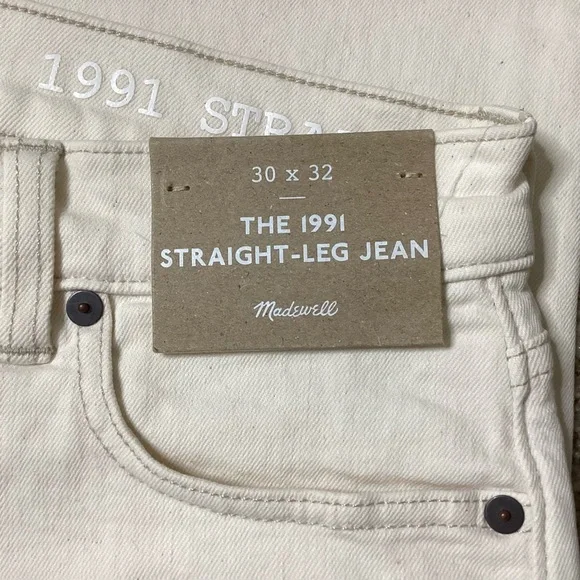 1991
30 x 32
THE 1991
STRAIGHT-LEG JEAN
Madewell